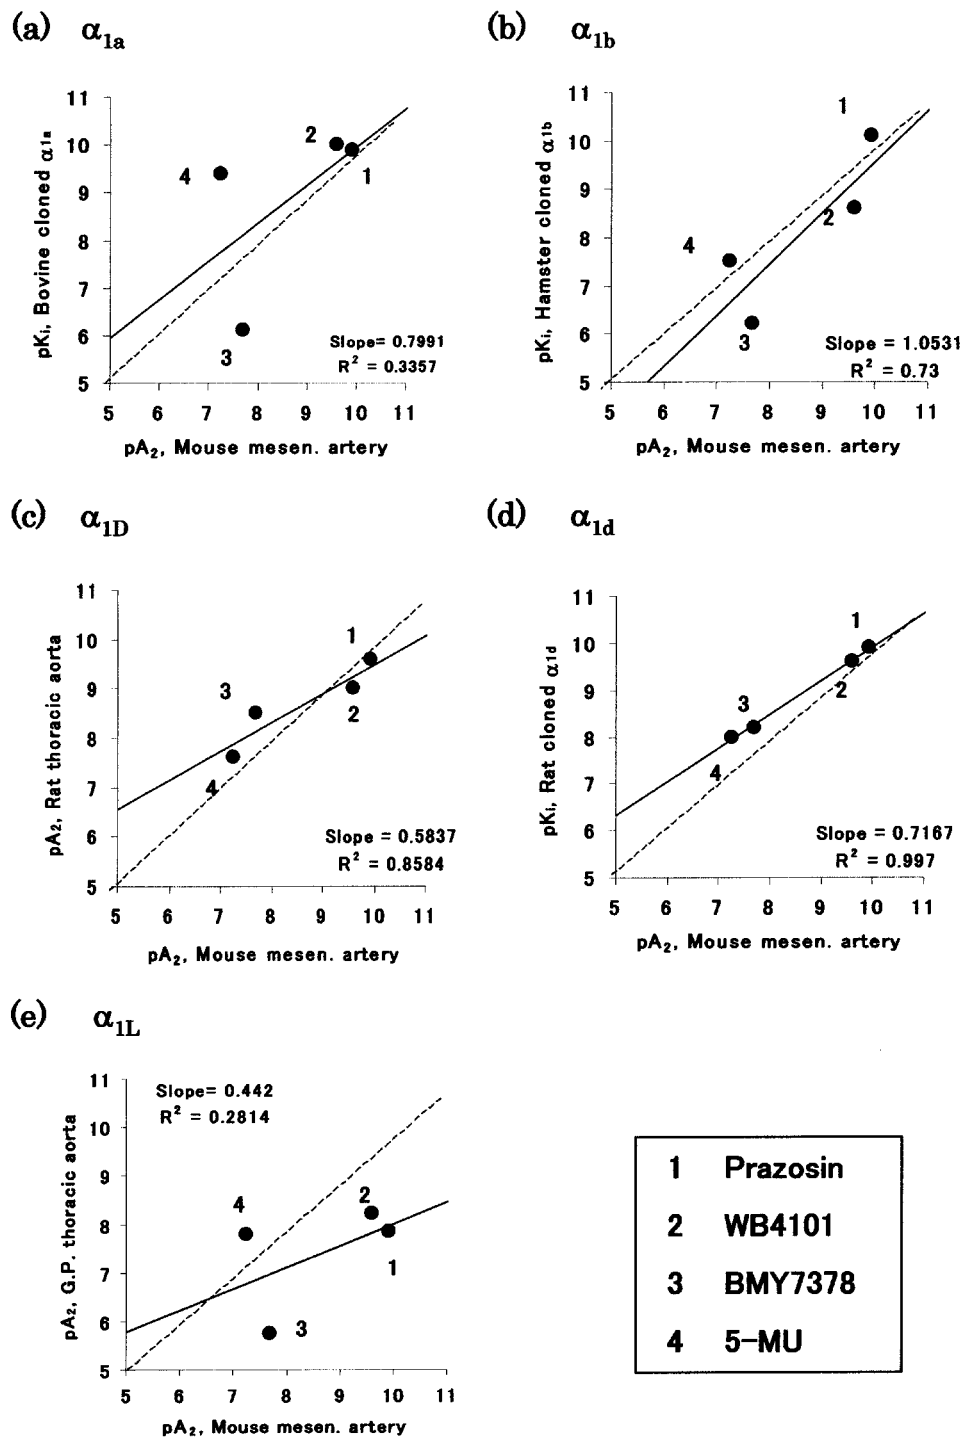 (a) α1a
11
10
9
8
7
6
5
pKi, Bovine cloned α1a
2
1
4
3
Slope= 0.7991
R² = 0.3357
5 6 7 8 9 10 11
pA2, Mouse mesen. artery
(b) α1b
11
10
9
8
7
6
5
pKi, Hamster cloned α1b
1
2
4
3
Slope = 1.0531
R² = 0.73
5 6 7 8 9 10 11
pA2, Mouse mesen. artery
(c) α1D
11
10
9
8
7
6
5
pA2, Rat thoracic aorta
1
3
2
4
Slope = 0.5837
R² = 0.8584
5 6 7 8 9 10 11
pA2, Mouse mesen. artery
(d) α1d
11
10
9
8
7
6
5
pKi, Rat cloned α1d
1
2
3
4
Slope = 0.7167
R² = 0.997
5 6 7 8 9 10 11
pA2, Mouse mesen. artery
(e) α1L
11
10
9
8
7
6
5
pA2, G.P. thoracic aorta
Slope= 0.442
R² = 0.2814
2
4
1
3
5 6 7 8 9 10 11
pA2, Mouse mesen. artery
1 Prazosin
2 WB4101
3 BMY7378
4 5-MU